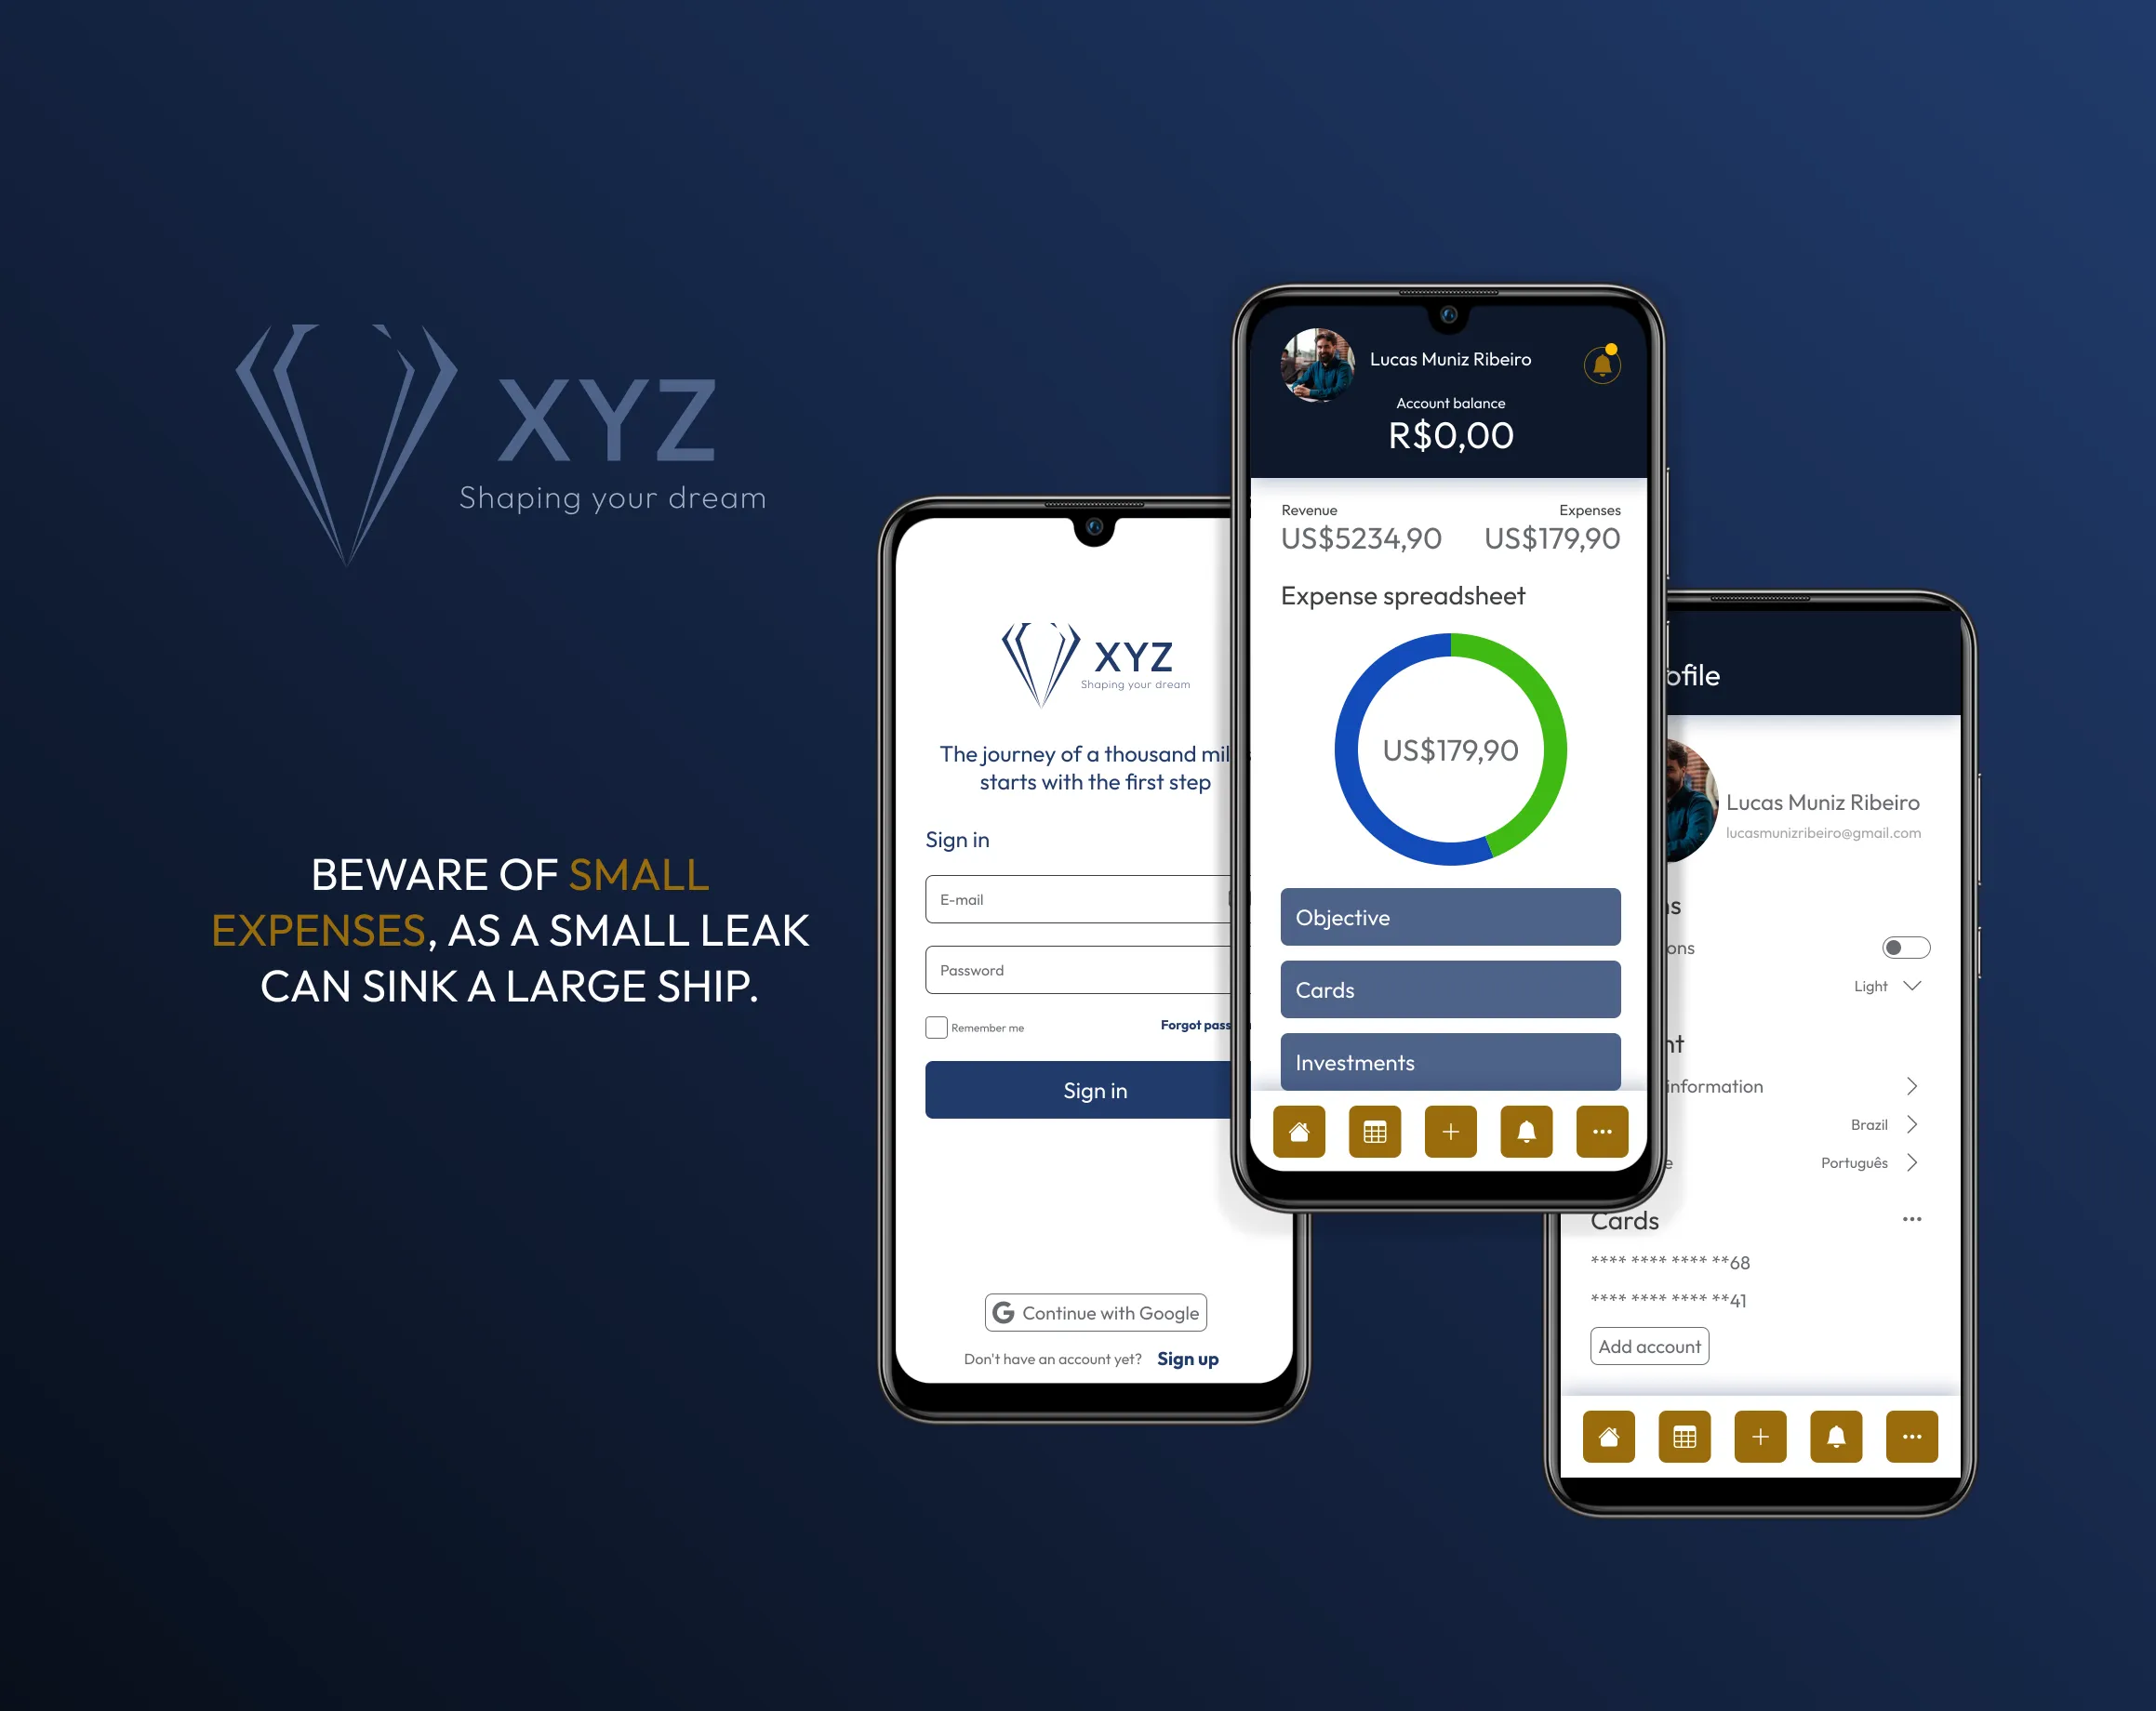 XYZ
Shaping your dream
BEWARE OF SMALL
EXPENSES, AS A SMALL LEAK
CAN SINK A LARGE SHIP.
XYZ
Shaping your dream
The journey of a thousand mil
starts with the first step
Sign in
E-mail
Password
Remember me
Forgot pass
Sign in
Continue with Google
Don't have an account yet? Sign up
Lucas Muniz Ribeiro
Account balance
R$0,00
Revenue Expenses
US$5234,90 US$179,90
Expense spreadsheet
US$179,90
Objective
Cards
Investments
ofile
Lucas Muniz Ribeiro
lucasmunizribeiro@gmail.com
s
ons
Light
nt
information
Brazil
e Português
Cards
**** **** **** **68
**** **** **** **41
Add account